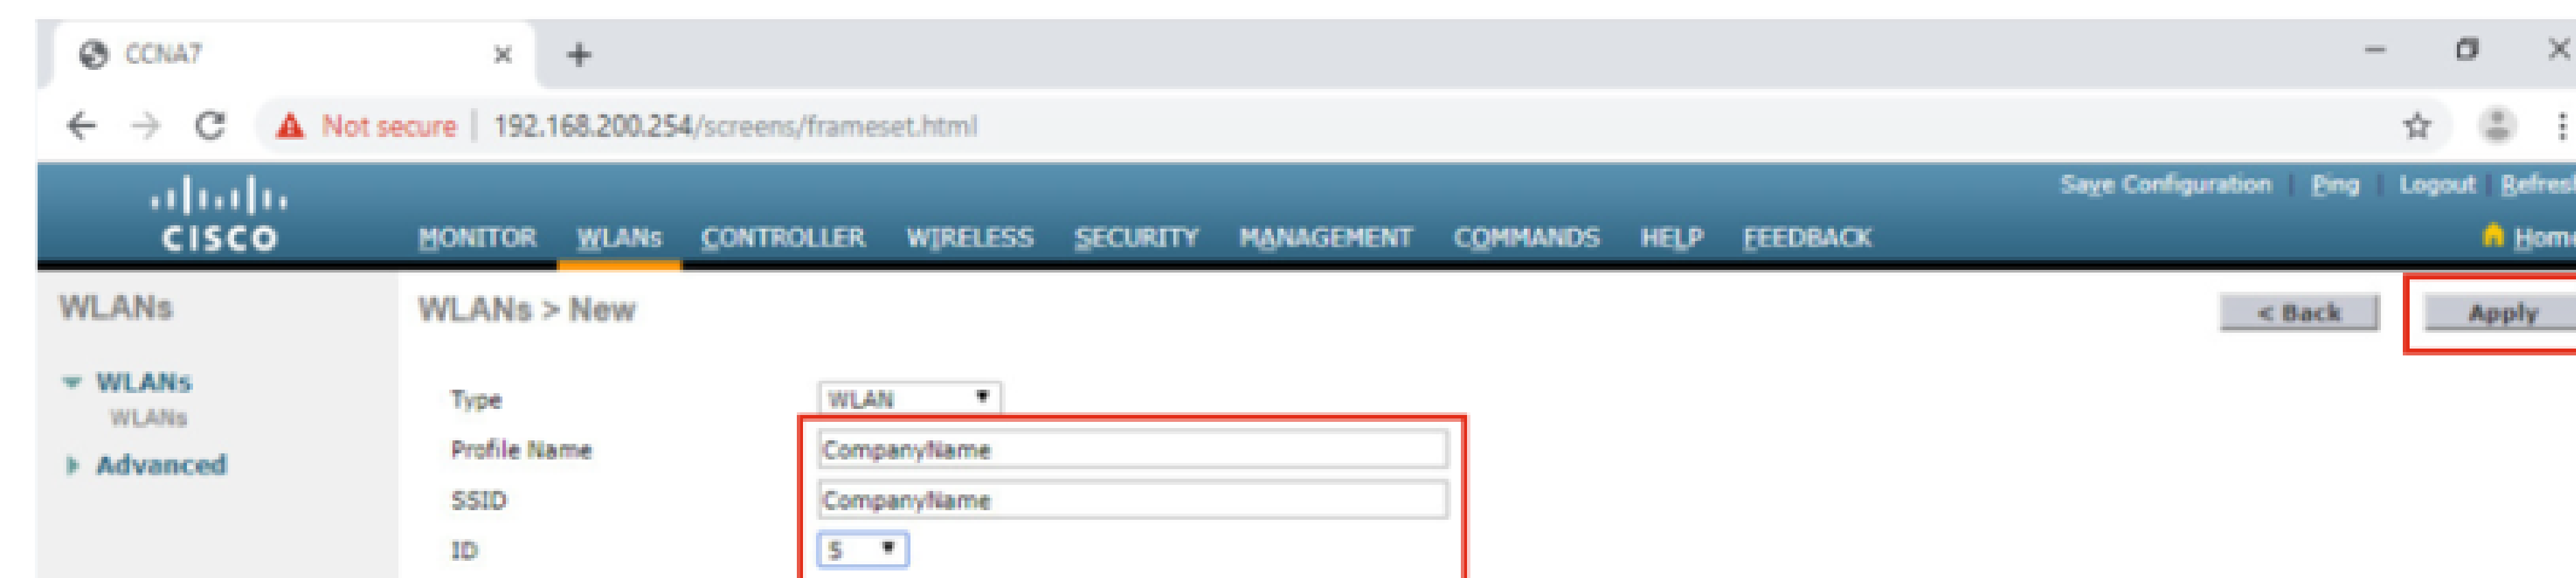 CCNA7
Not secure | 192.168.200.254/screens/frameset.html
Save Configuration | Ping | Logout | Refresh
CISCO
MONITOR WLANs CONTROLLER WIRELESS SECURITY MANAGEMENT COMMANDS HELP FEEDBACK Home
WLANs
WLANs > New
< Back
Apply
WLANs
WLANs
Advanced
Type WLAN
Profile Name CompanyName
SSID CompanyName
ID 5